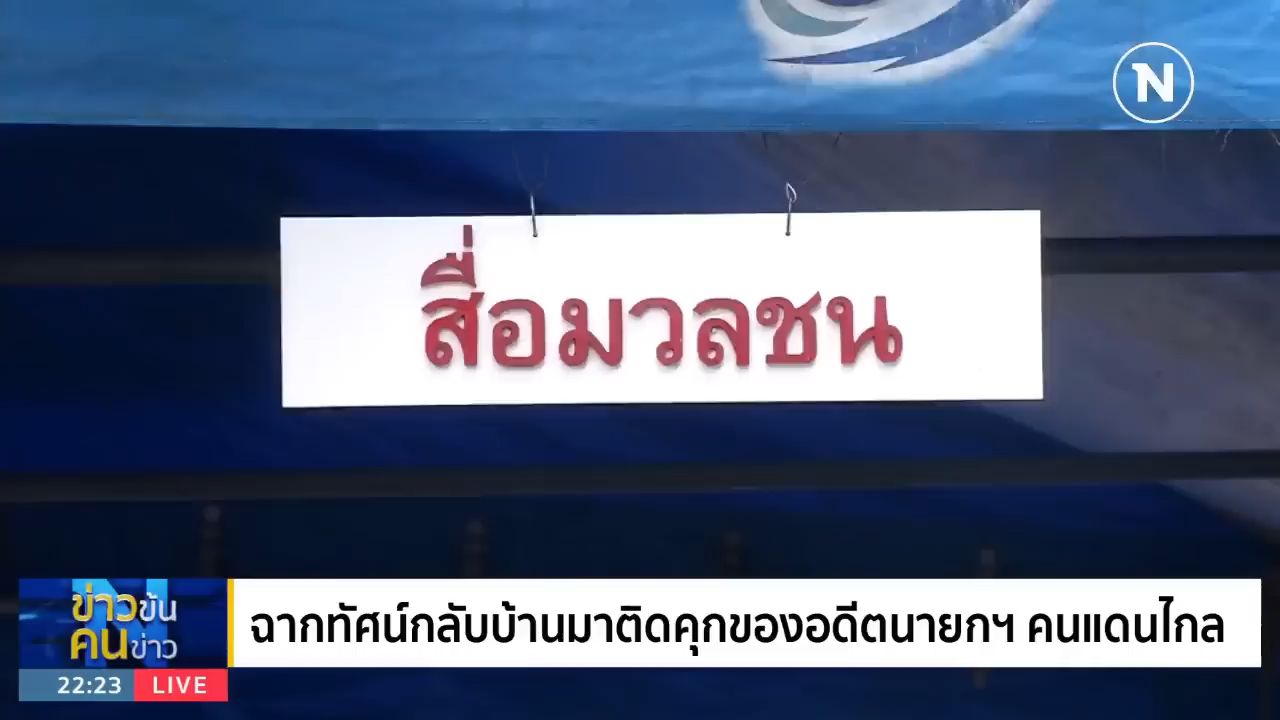 N
สื่อมวลชน
ข่าวข้น
คนข่าว
ฉากทัศน์กลับบ้านมาติดคุกของอดีตนายกฯ คนแดนไกล
22:23 LIVE